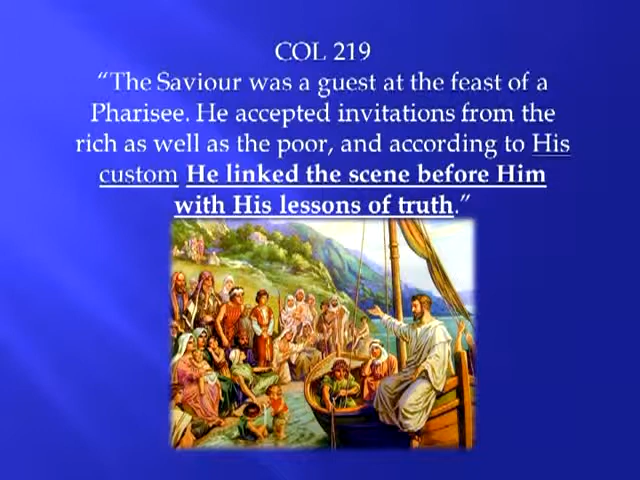 COL 219
“The Saviour was a guest at the feast of a
Pharisee. He accepted invitations from the
rich as well as the poor, and according to His
custom He linked the scene before Him
with His lessons of truth.”